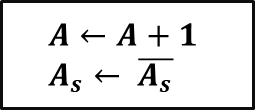 A ← A + 1
Aₛ ← A̅ₛ̅